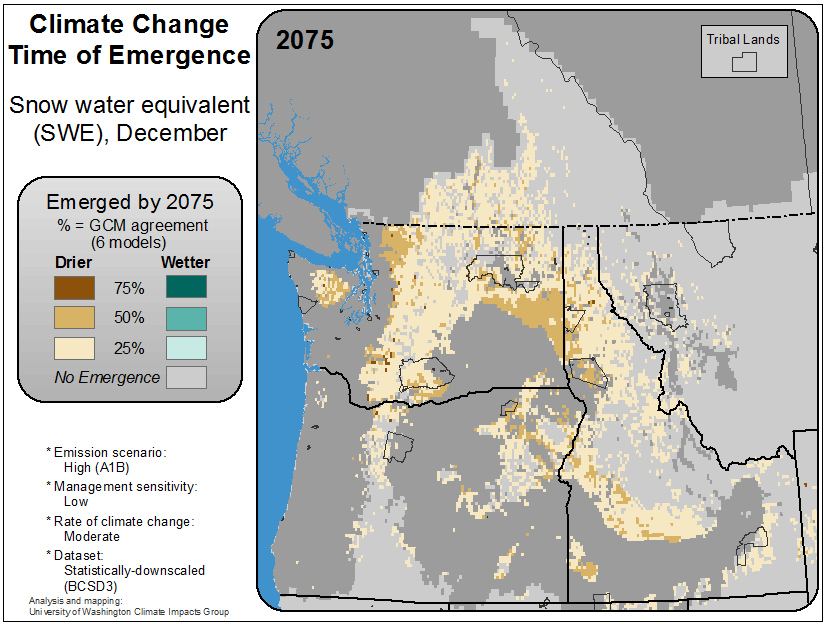 Climate Change
Time of Emergence
Snow water equivalent
(SWE), December
Emerged by 2075
% = GCM agreement
(6 models)
Drier Wetter
75%
50%
25%
No Emergence
* Emission scenario:
High (A1B)
* Management sensitivity:
Low
* Rate of climate change:
Moderate
* Dataset:
Statistically-downscaled
(BCSD3)
Analysis and mapping:
University of Washington Climate Impacts Group
2075
Tribal Lands